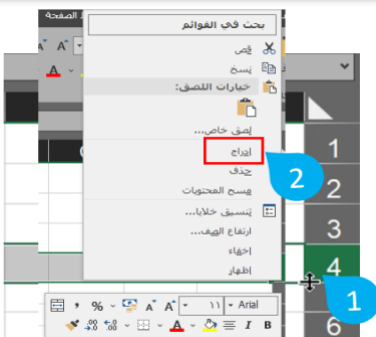 الصفحة
بحث في القوائم
قص
نسخ
خيارات اللصق:
لصق خاص...
إدراج
حذف
مسح المحتويات
تنسيق خلايا...
ارتفاع الصف...
إخفاء
إظهار
Arial ١١ A A % و
B I A
1
2
3
4
6
1
2